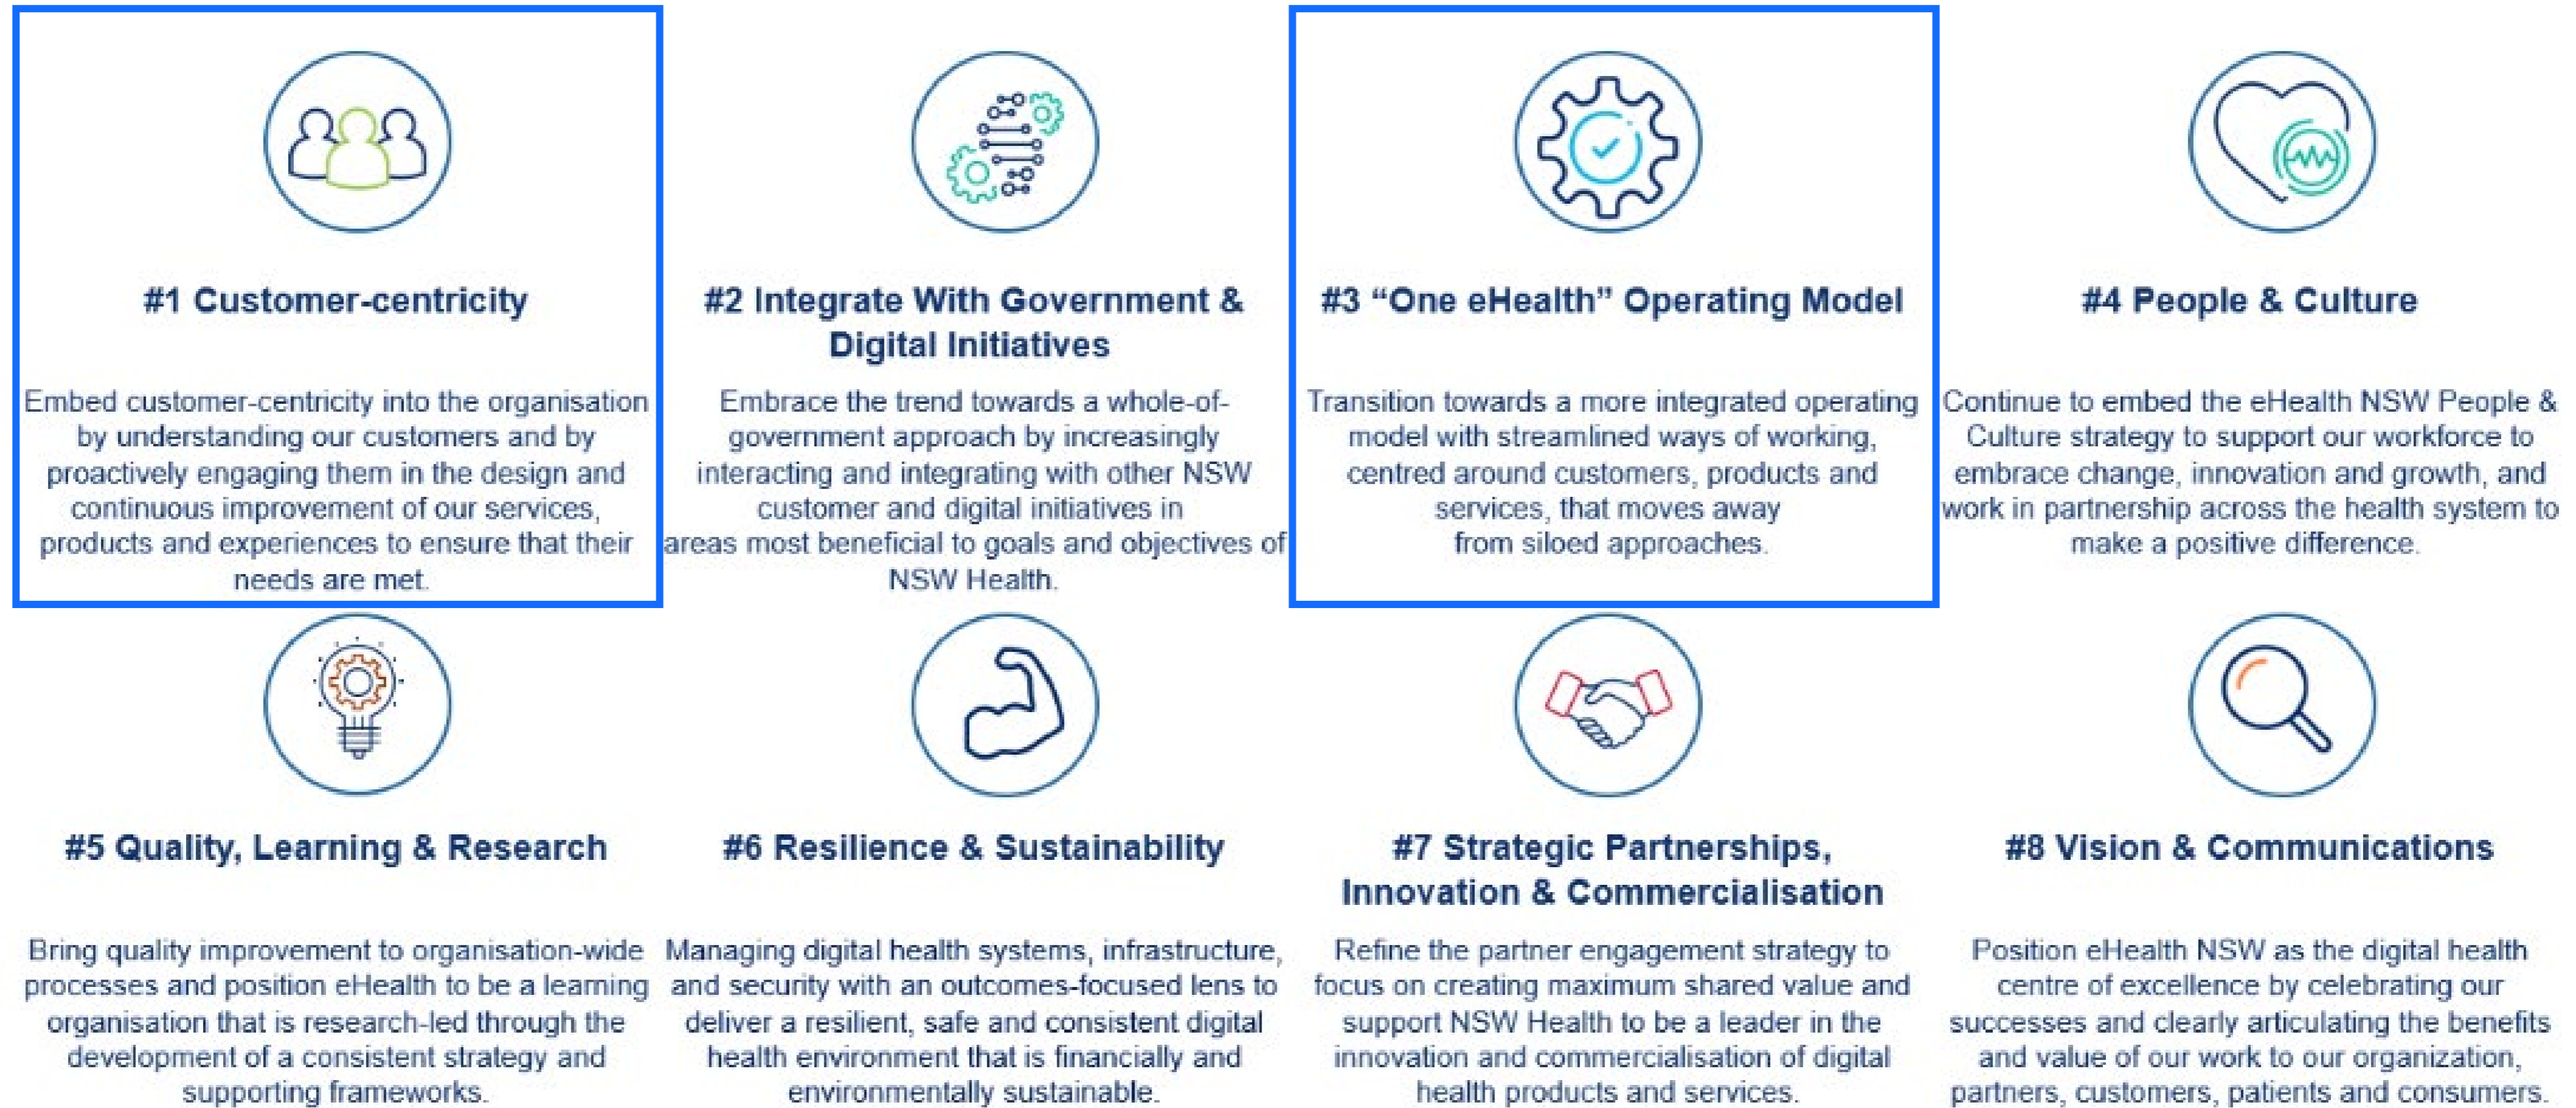 #1 Customer-centricity
Embed customer-centricity into the organisation
by understanding our customers and by
proactively engaging them in the design and
continuous improvement of our services,
products and experiences to ensure that their
needs are met.
#2 Integrate With Government &
Digital Initiatives
Embrace the trend towards a whole-of-
government approach by increasingly
interacting and integrating with other NSW
customer and digital initiatives in
areas most beneficial to goals and objectives of
NSW Health.
#3 “One eHealth” Operating Model
Transition towards a more integrated operating
model with streamlined ways of working,
centred around customers, products and
services, that moves away
from siloed approaches.
#4 People & Culture
Continue to embed the eHealth NSW People &
Culture strategy to support our workforce to
embrace change, innovation and growth, and
work in partnership across the health system to
make a positive difference.
#5 Quality, Learning & Research
Bring quality improvement to organisation-wide
processes and position eHealth to be a learning
organisation that is research-led through the
development of a consistent strategy and
supporting frameworks.
#6 Resilience & Sustainability
Managing digital health systems, infrastructure,
and security with an outcomes-focused lens to
deliver a resilient, safe and consistent digital
health environment that is financially and
environmentally sustainable.
#7 Strategic Partnerships,
Innovation & Commercialisation
Refine the partner engagement strategy to
focus on creating maximum shared value and
support NSW Health to be a leader in the
innovation and commercialisation of digital
health products and services.
#8 Vision & Communications
Position eHealth NSW as the digital health
centre of excellence by celebrating our
successes and clearly articulating the benefits
and value of our work to our organization,
partners, customers, patients and consumers.